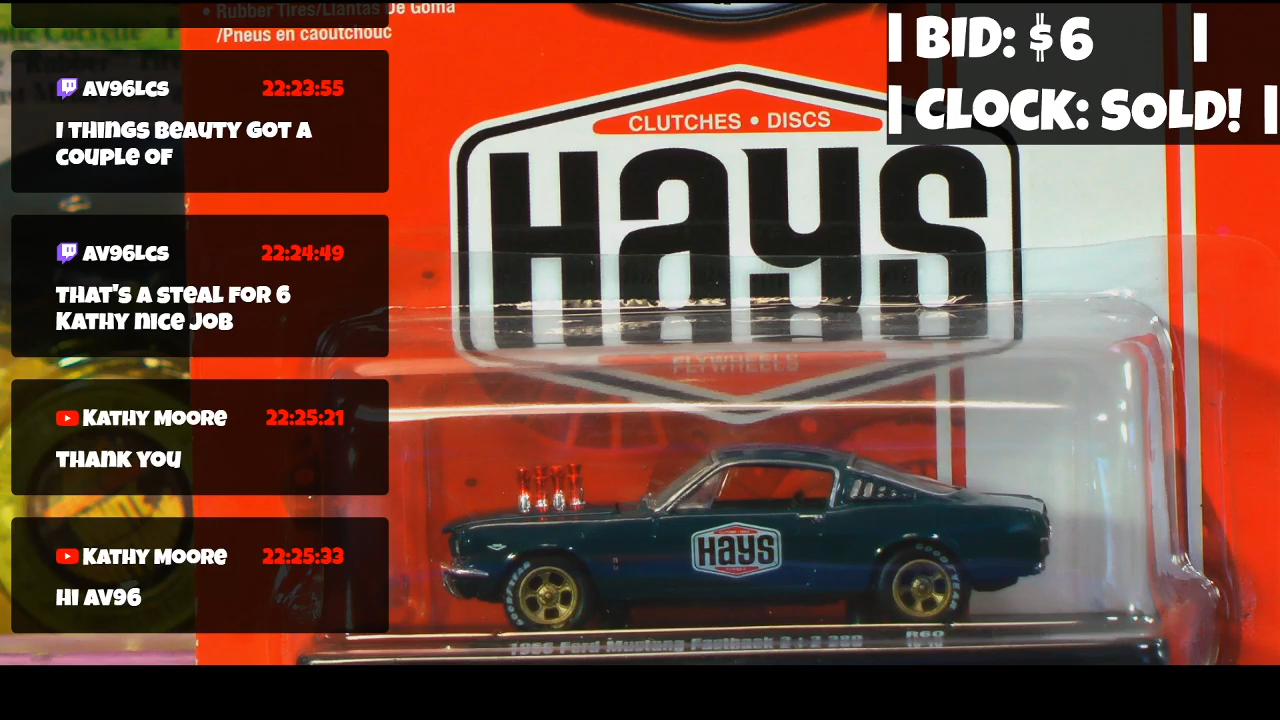 • Rubber Tires/Llantas De Goma
/Pneus en caoutchouc
AV96LCS 22:23:55
I THINGS BEAUTY GOT A
COUPLE OF
AV96LCS 22:24:49
THAT'S A STEAL FOR 6
KATHY NICE JOB
KATHY MOORE 22:25:21
THANK YOU
KATHY MOORE 22:25:33
HI AV96
| BID: $6 |
| CLOCK: SOLD! |
CLUTCHES • DISCS
Hays
FLYWHEELS
Hays
GOODYEAR
GOODYEAR
1966 Ford Mustang Fastback 2+2 289
R60